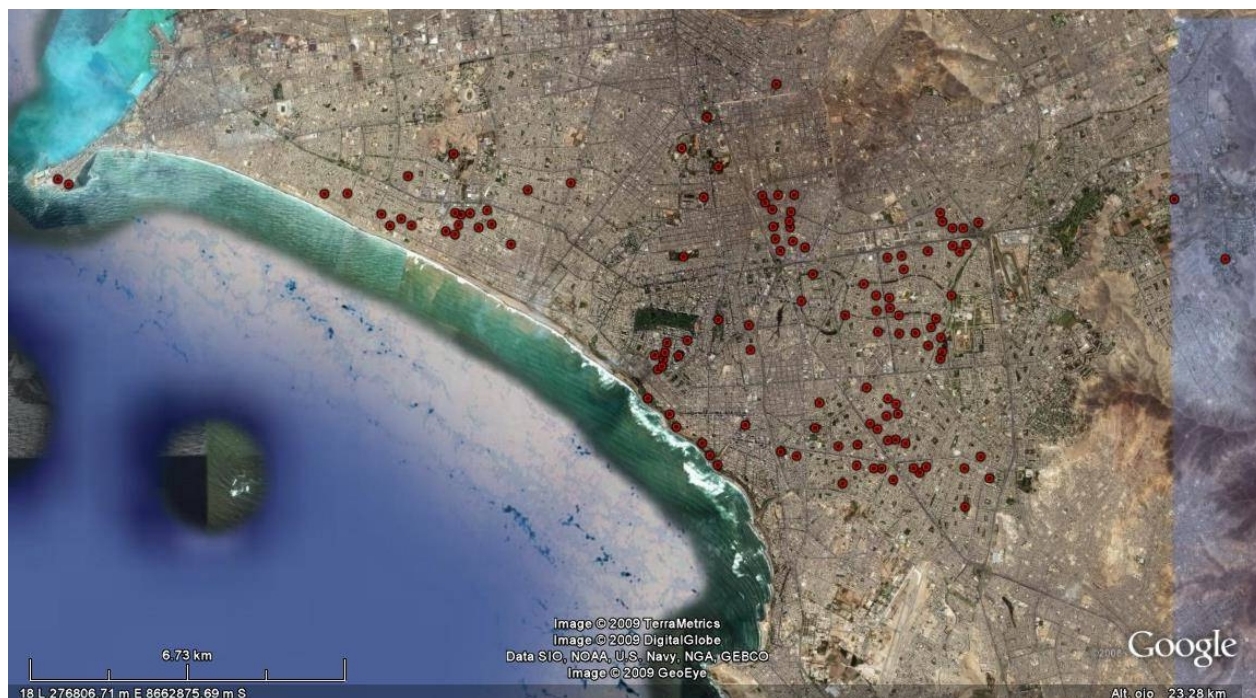 6.73 km
Image © 2009 TerraMetrics
Image © 2009 DigitalGlobe
Data SIO, NOAA, U.S. Navy, NGA, GEBCO
Image © 2009 GeoEye
Google
18 L 276806.71 m E 8662875.69 m S
Alt. ojo 23.28 km